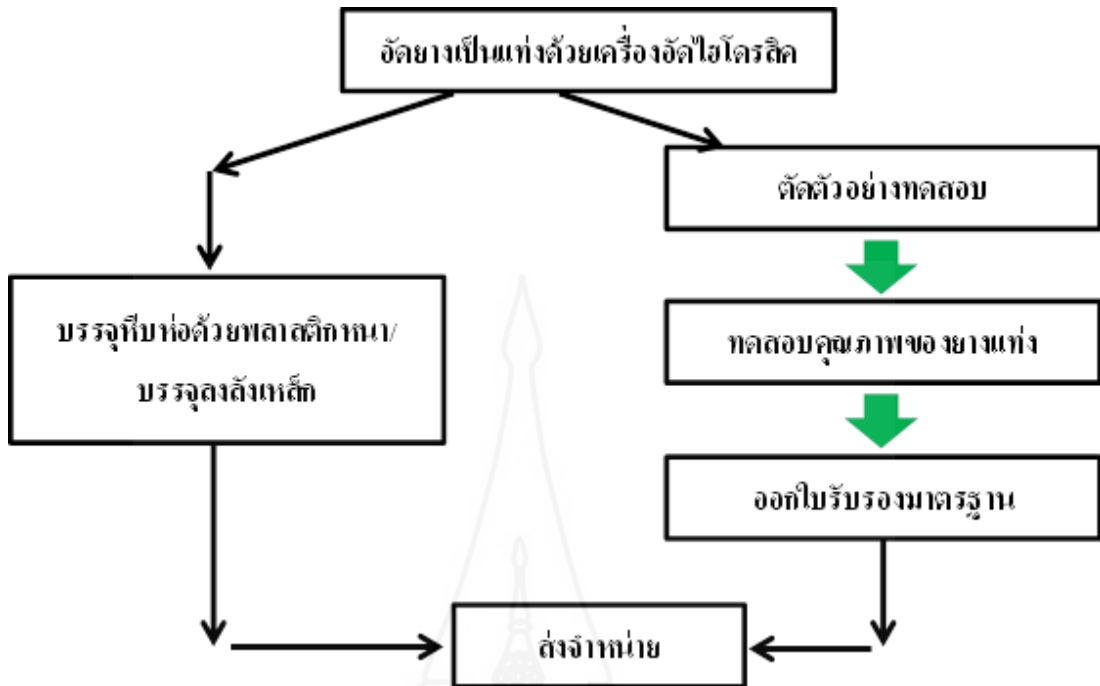 อัดยางเป็นแท่งด้วยเครื่องอัดไฮโดรลิค
ตัดตัวอย่างทดสอบ
บรรจุหีบห่อด้วยพลาสติกหนา/
บรรจุลงลังเหล็ก
ทดสอบคุณภาพของยางแท่ง
ออกใบรับรองมาตรฐาน
ส่งจำหน่าย